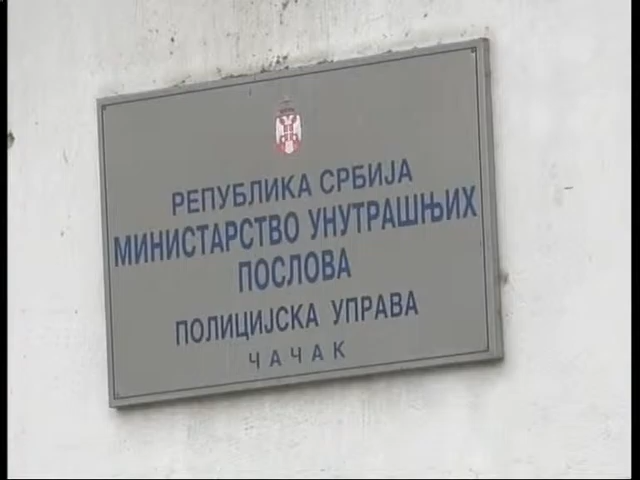 РЕПУБЛИКА СРБИЈА
МИНИСТАРСТВО УНУТРАШЊИХ
ПОСЛОВА
ПОЛИЦИЈСКА УПРАВА
ЧАЧАК